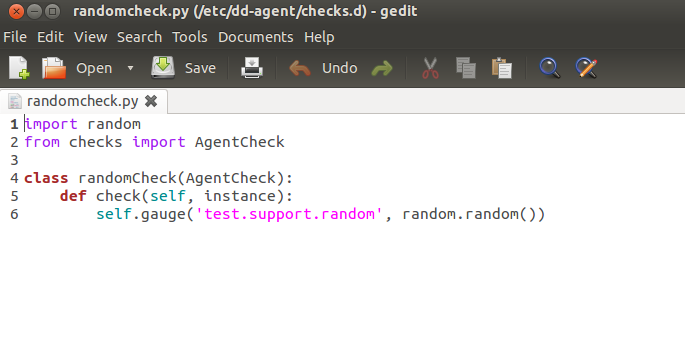 randomcheck.py (/etc/dd-agent/checks.d) - gedit
File Edit View Search Tools Documents Help
Open Save Undo
randomcheck.py
1 import random
2 from checks import AgentCheck
3
4 class randomCheck(AgentCheck):
5     def check(self, instance):
6         self.gauge('test.support.random', random.random())